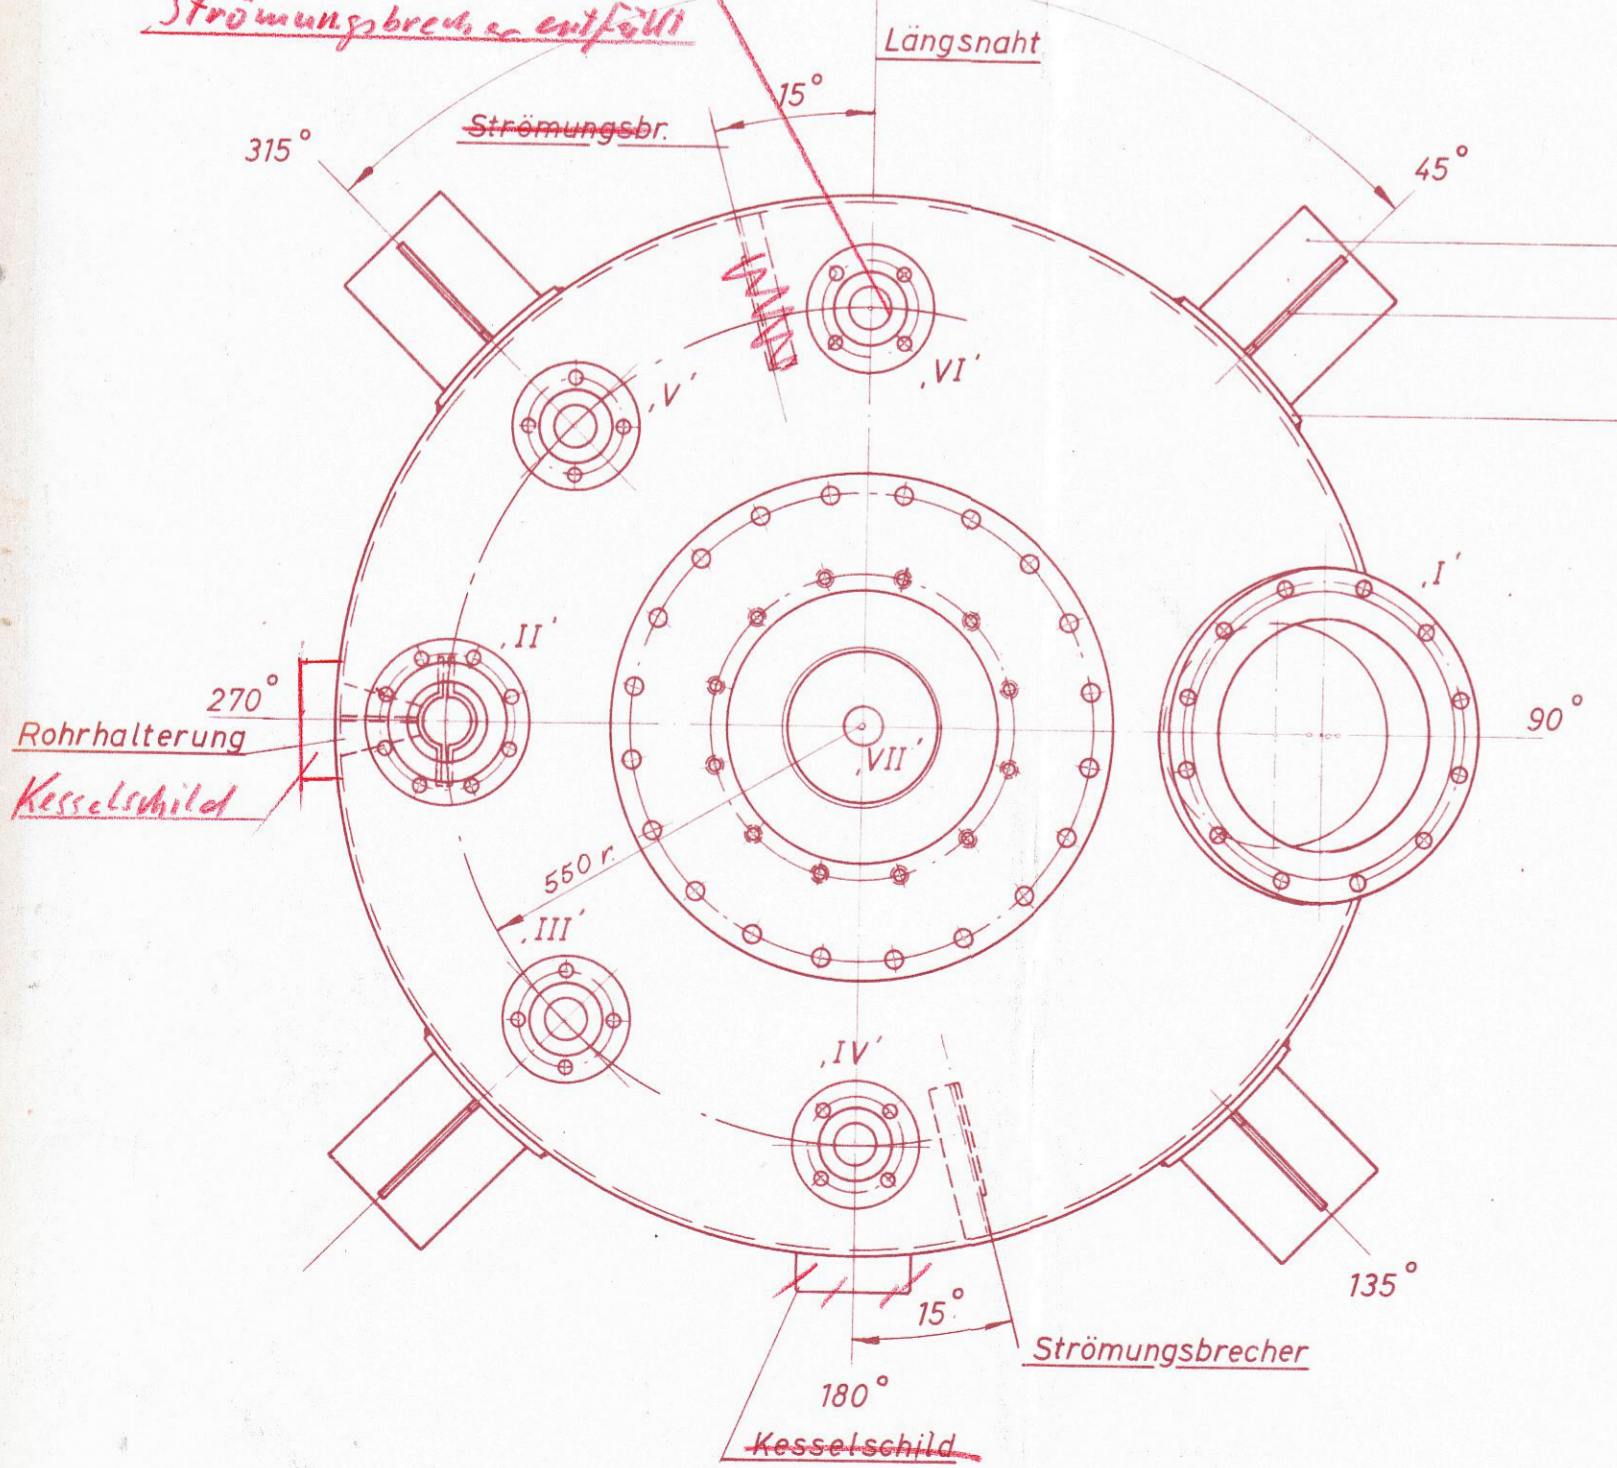 Strömungsbrecher entfällt
Längsnaht
15°
Strömungsbr.
315°
45°
‚VI'
‚V'
‚I'
‚II'
270°
90°
Rohrhalterung
‚VII'
Kesselschild
550 r.
‚III'
‚IV'
135°
15°
Strömungsbrecher
180°
Kesselschild